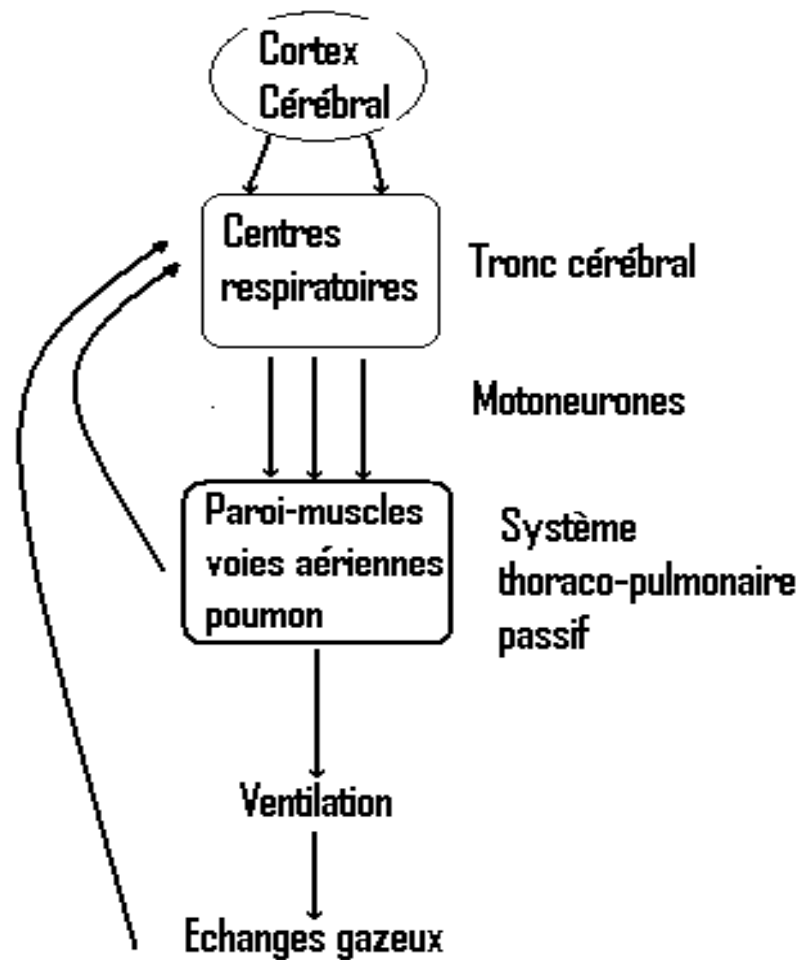 Cortex
Cérébral
Centres
respiratoires
Tronc cérébral
Motoneurones
Paroi-muscles
voies aériennes
poumon
Système
thoraco-pulmonaire
passif
Ventilation
Echanges gazeux